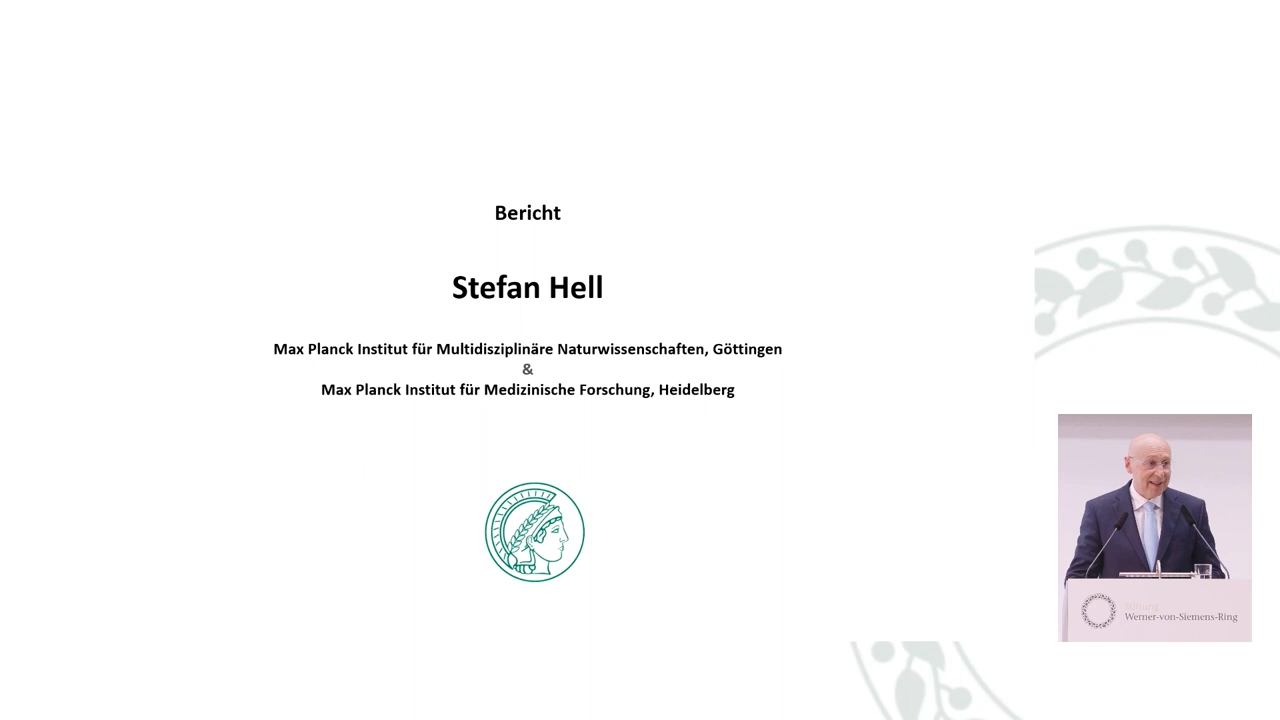 Bericht
Stefan Hell
Max Planck Institut für Multidisziplinäre Naturwissenschaften, Göttingen
&
Max Planck Institut für Medizinische Forschung, Heidelberg
Stiftung
Werner-von-Siemens-Ring